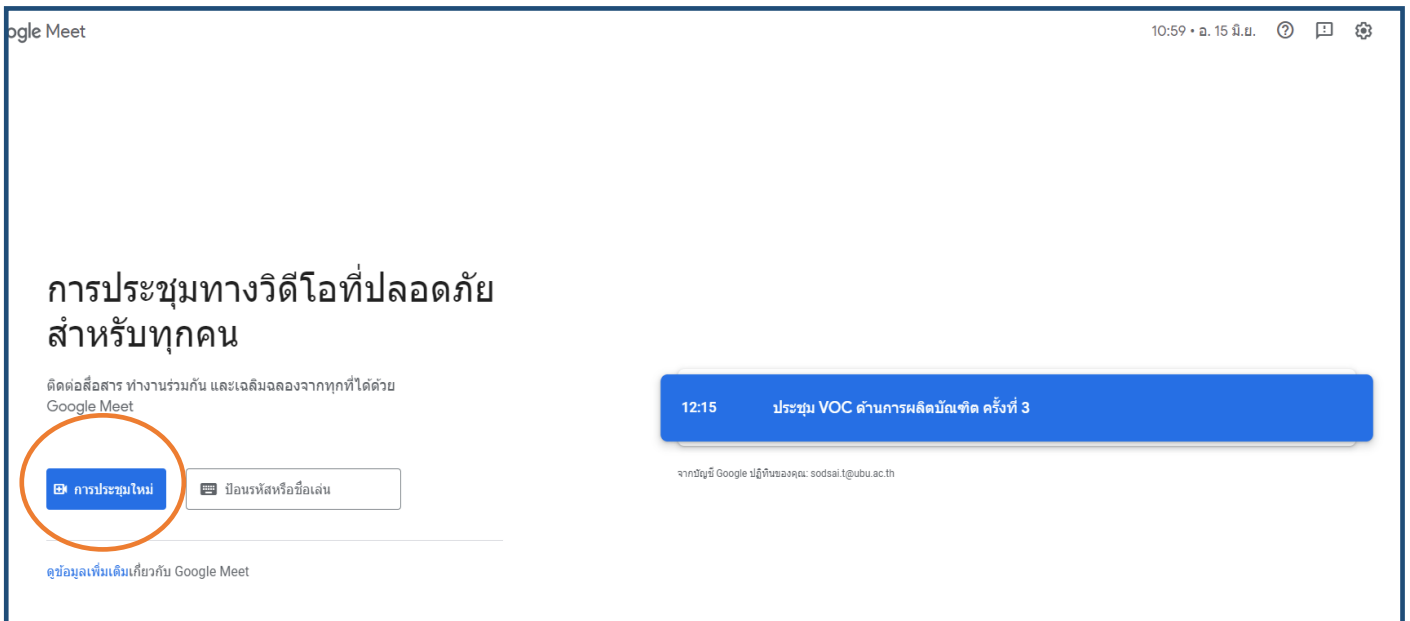 ogle Meet
10:59 • อ. 15 มิ.ย.
การประชุมทางวิดีโอที่ปลอดภัย
สำหรับทุกคน
ติดต่อสื่อสาร ทำงานร่วมกัน และเฉลิมฉลองจากทุกที่ได้ด้วย
Google Meet
การประชุมใหม่
ป้อนรหัสหรือชื่อเล่น
ดูข้อมูลเพิ่มเติมเกี่ยวกับ Google Meet
12:15 ประชุม VOC ด้านการผลิตบัณฑิต ครั้งที่ 3
จากบัญชี Google ปฏิทินของคุณ: sodsai.t@ubu.ac.th